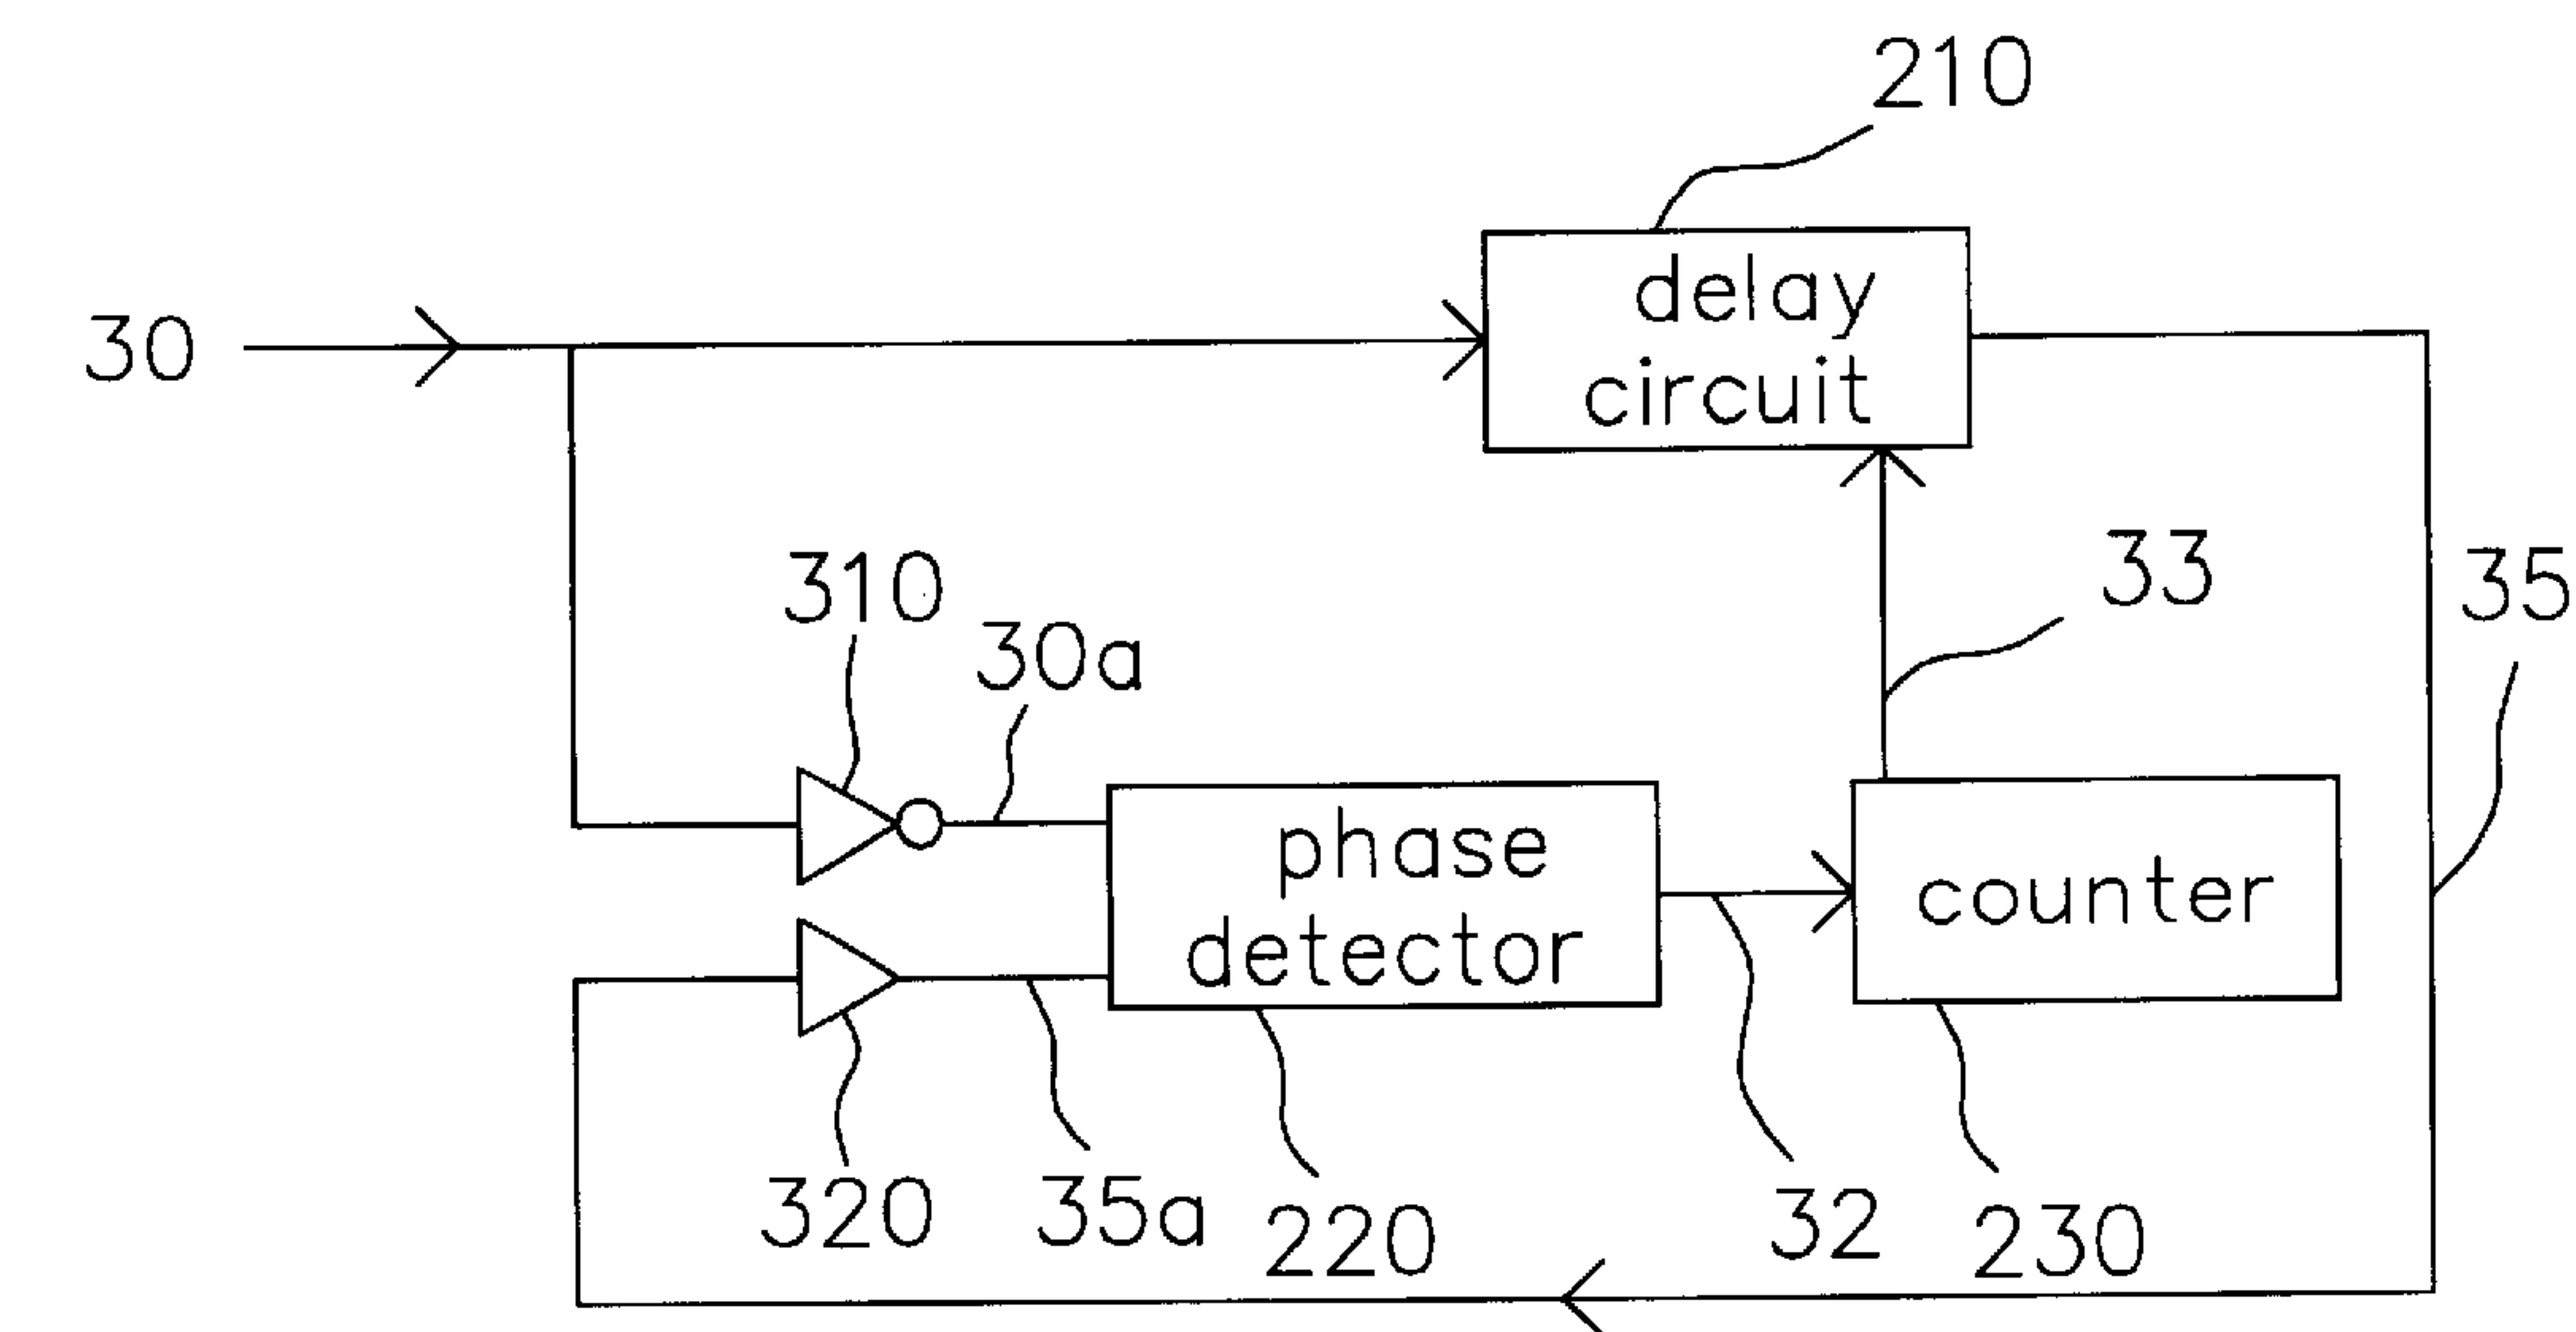 210
30
delay
circuit
33
35
310
30a
phase
detector
counter
320
35a
220
32
230